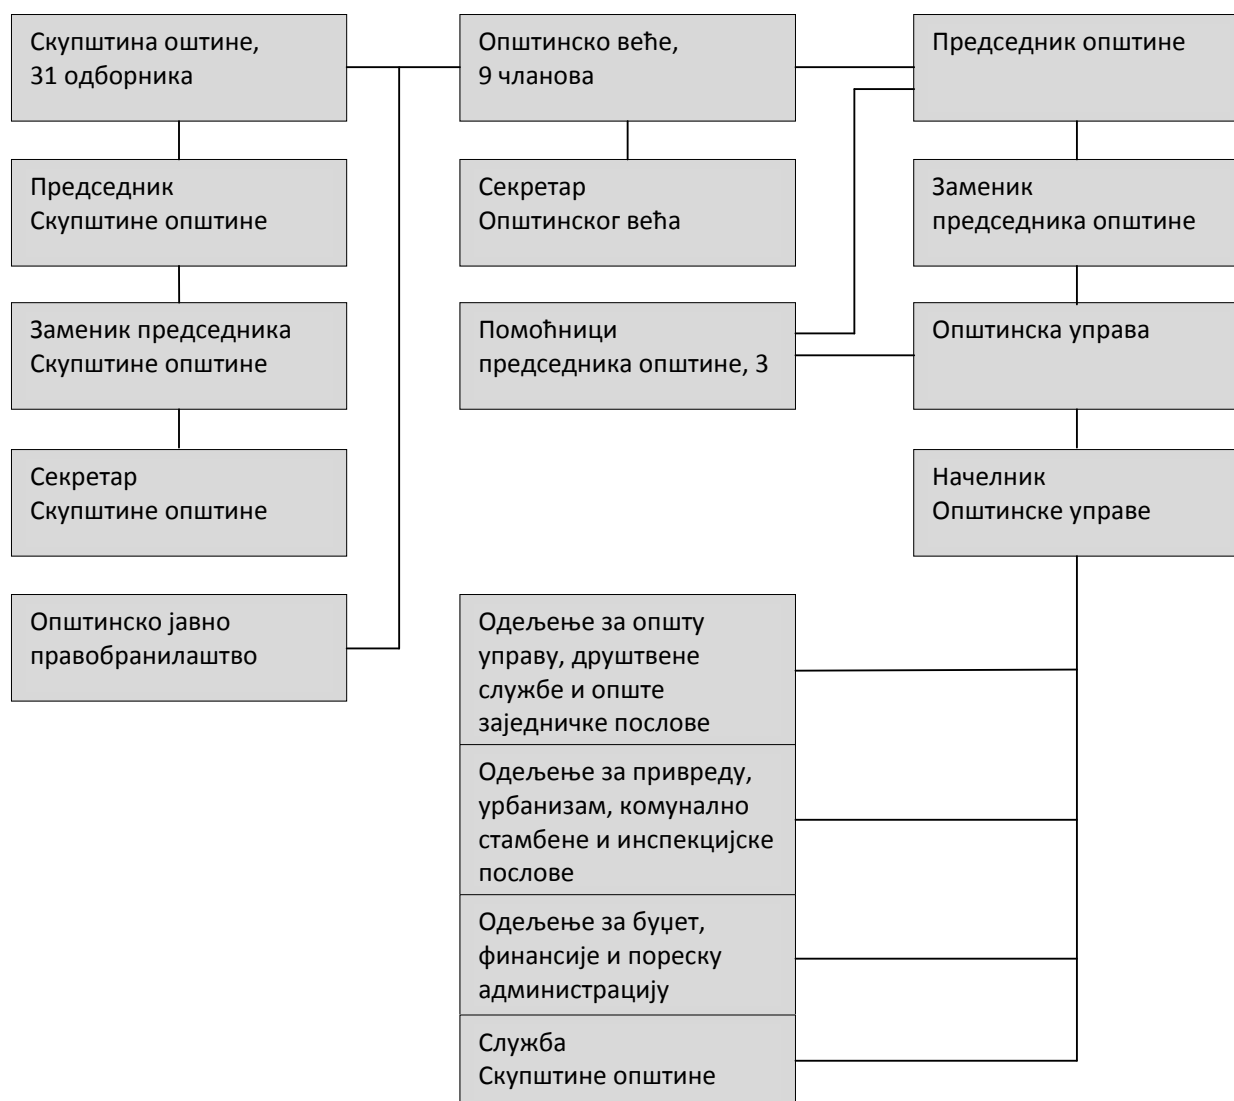 Скупштина оштине,
31 одборника
Општинско веће,
9 чланова
Председник општине
Председник
Скупштине општине
Секретар
Општинског већа
Заменик
председника општине
Заменик председника
Скупштине општине
Помоћници
председника општине, 3
Општинска управа
Секретар
Скупштине општине
Начелник
Општинске управе
Општинско јавно
правобранилаштво
Одељење за општу
управу, друштвене
службе и опште
заједничке послове
Одељење за привреду,
урбанизам, комунално
стамбене и инспекцијске
послове
Одељење за буџет,
финансије и пореску
администрацију
Служба
Скупштине општине